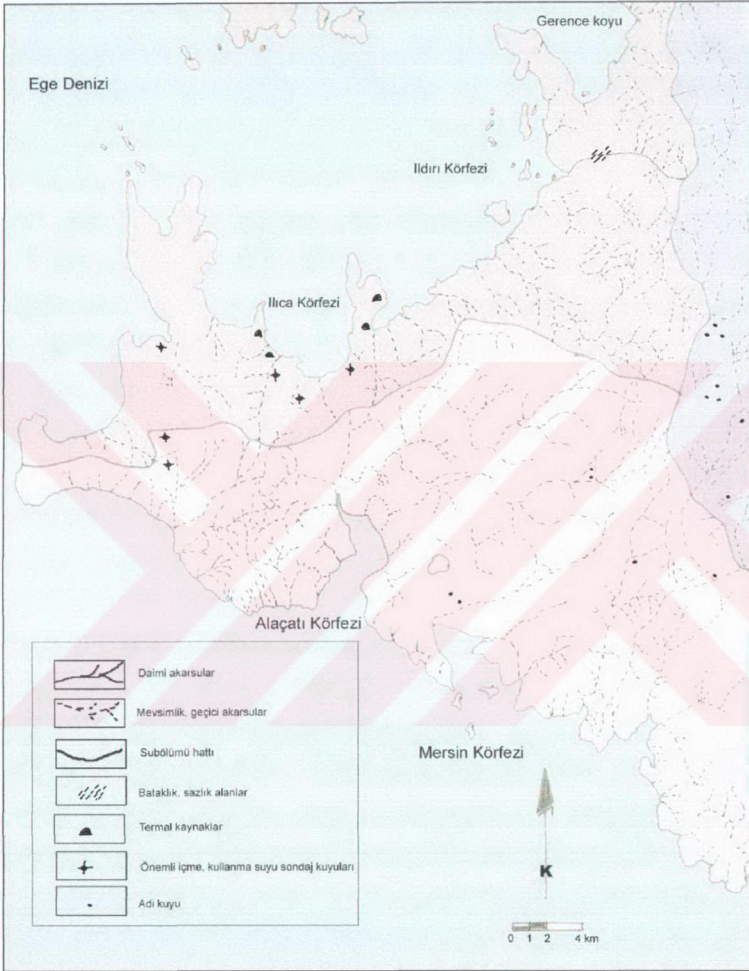 Gerence koyu
Ege Denizi
Ildırı Körfezi
Ilıca Körfezi
Alaçatı Körfezi
Daimi akarsular
Mevsimlik, geçici akarsular
Subölümü hattı
Bataklık, sazlık alanlar
Termal kaynaklar
Önemli içme, kullanma suyu sondaj kuyuları
Adi kuyu
Mersin Körfezi
K
0 1 2 4 km